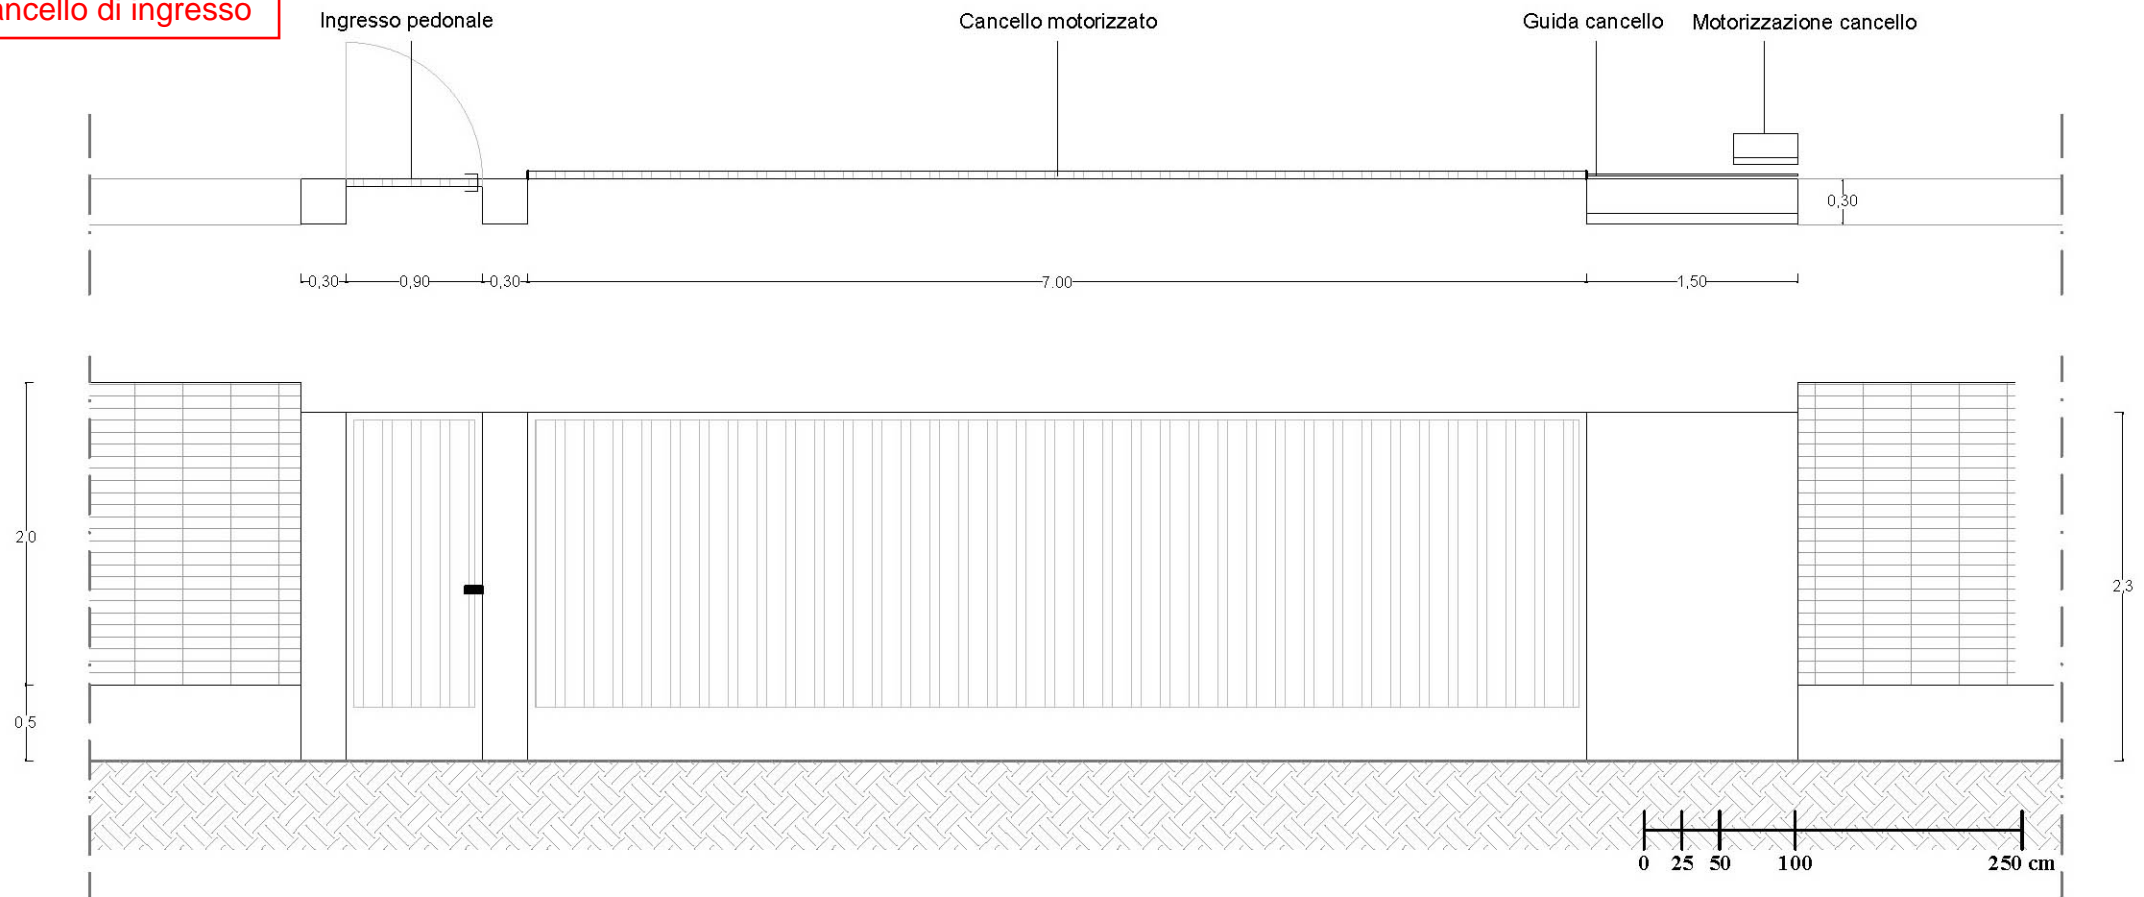 ancello di ingresso
Ingresso pedonale
Cancello motorizzato
Guida cancello
Motorizzazione cancello
0,30
0,30
0,90
0,30
7.00
1,50
2,0
0,5
2,3
0 25 50 100 250 cm